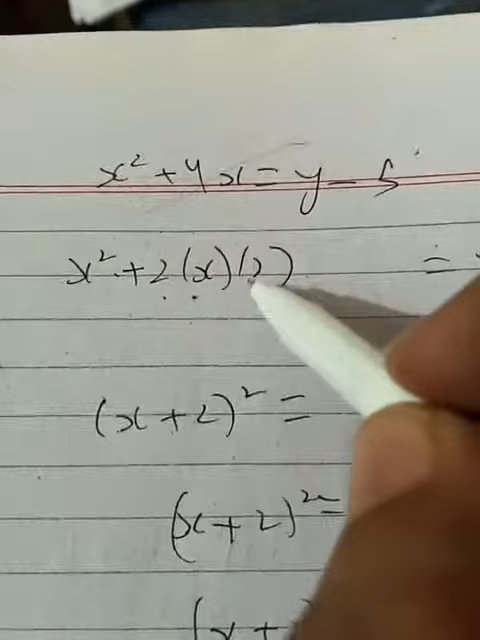 x² + 4x = y - 5
x² + 2(x)(2) =
(x + 2)² =
(x + 2)² =
(x +